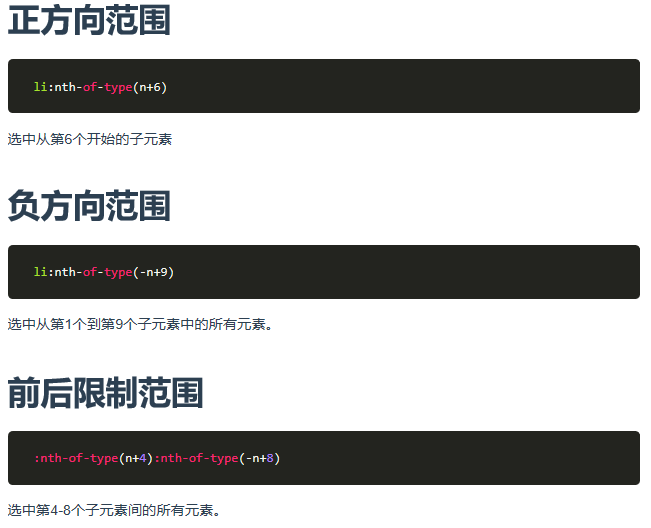 正方向范围
li:nth-of-type(n+6)
选中从第6个开始的子元素
负方向范围
li:nth-of-type(-n+9)
选中从第1个到第9个子元素中的所有元素。
前后限制范围
:nth-of-type(n+4):nth-of-type(-n+8)
选中第4-8个子元素间的所有元素。